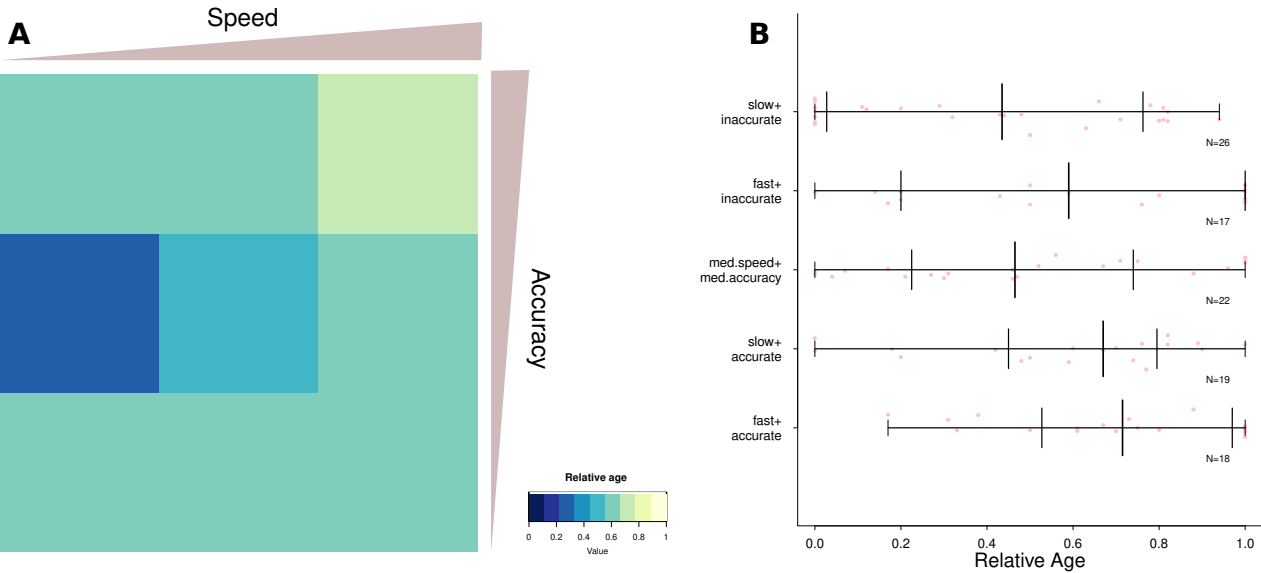 A
Speed
Accuracy
Relative age
0 0.2 0.4 0.6 0.8 1
Value
B
slow+
inaccurate
N=26
fast+
inaccurate
N=17
med.speed+
med.accuracy
N=22
slow+
accurate
N=19
fast+
accurate
N=18
0.0 0.2 0.4 0.6 0.8 1.0
Relative Age